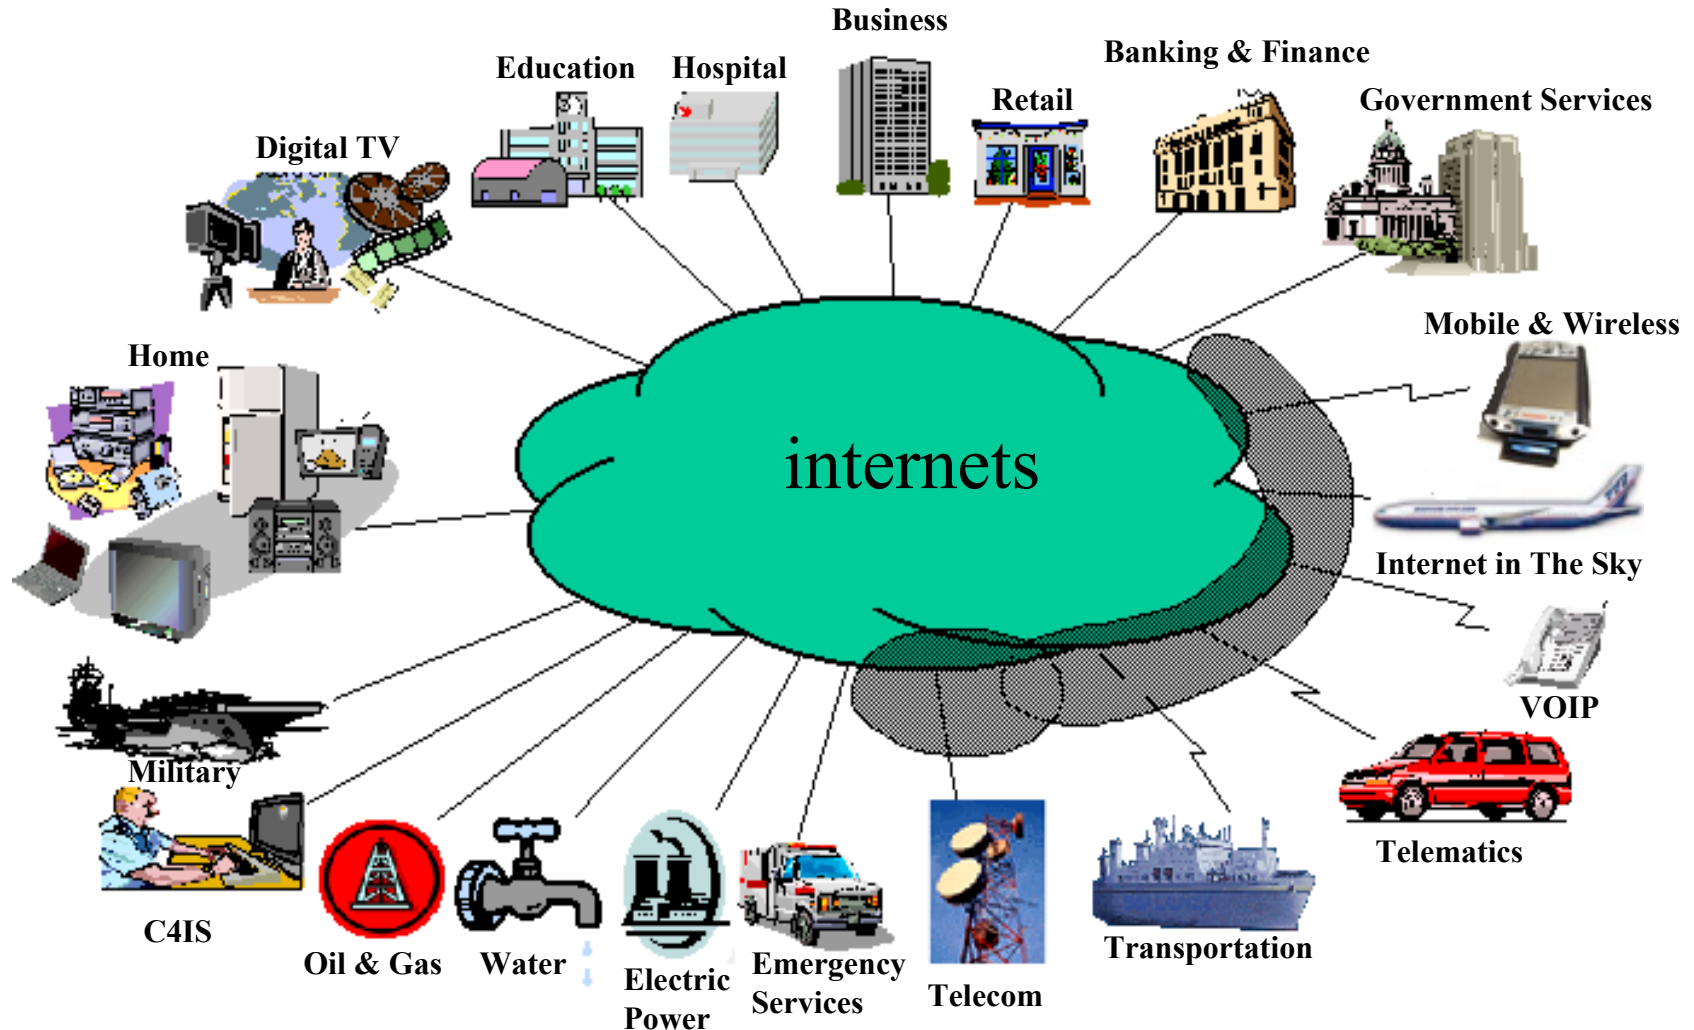 Business
Education
Hospital
Banking & Finance
Retail
Government Services
Digital TV
Mobile & Wireless
Home
internets
Internet in The Sky
VOIP
Military
Telematics
C4IS
Transportation
Oil & Gas
Water
Electric
Power
Emergency
Services
Telecom